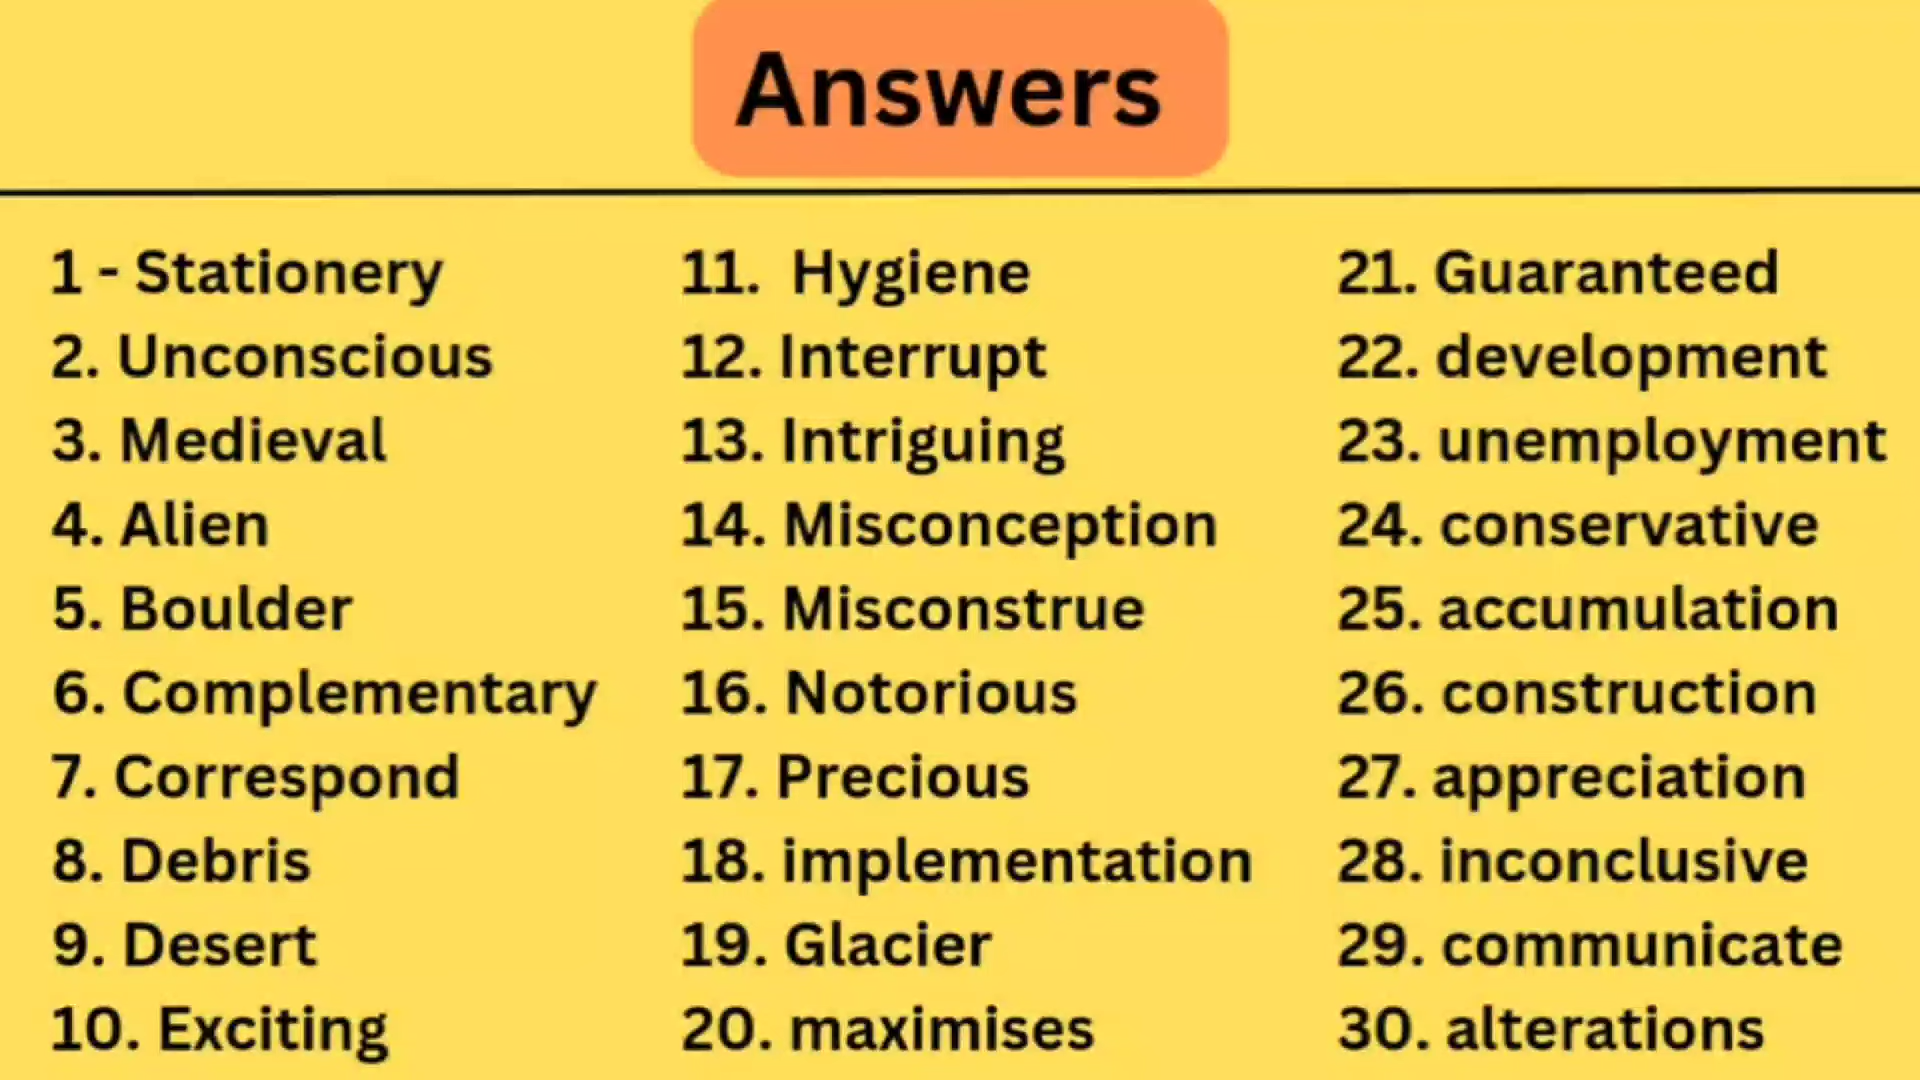 Answers
1 - Stationery
2. Unconscious
3. Medieval
4. Alien
5. Boulder
6. Complementary
7. Correspond
8. Debris
9. Desert
10. Exciting
11. Hygiene
12. Interrupt
13. Intriguing
14. Misconception
15. Misconstrue
16. Notorious
17. Precious
18. implementation
19. Glacier
20. maximises
21. Guaranteed
22. development
23. unemployment
24. conservative
25. accumulation
26. construction
27. appreciation
28. inconclusive
29. communicate
30. alterations